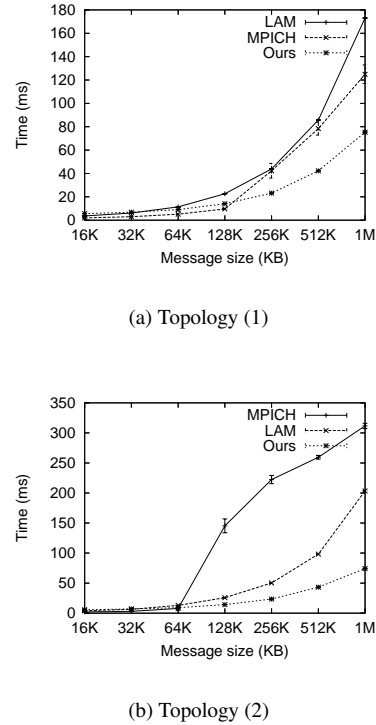 180
160
140
120
100
80
60
40
20
0
Time (ms)
LAM
MPICH
Ours
16K 32K 64K 128K 256K 512K 1M
Message size (KB)
(a) Topology (1)
350
300
250
200
150
100
50
0
Time (ms)
MPICH
LAM
Ours
16K 32K 64K 128K 256K 512K 1M
Message size (KB)
(b) Topology (2)